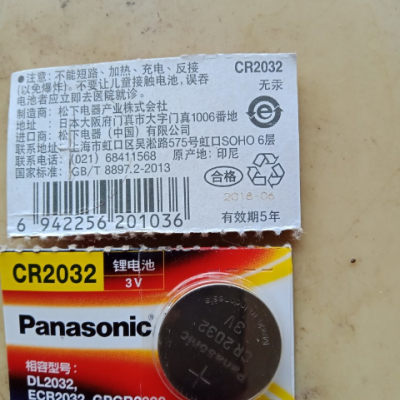 ●注意：不能短路、加热、充电、反接
CR2032
(以免爆炸)。不要让儿童接触电池，误吞
无汞
电池者应立即去医院就诊。
制造商：松下电器产业株式会社
地址：日本大阪府门真市大字门真1006番地
进口商：松下电器（中国）有限公司
联系地址：上海市虹口区吴淞路575号虹口SOHO 6层
联系电话：(021) 68411568 原产地：印尼
国家标准：GB/T 8897.2-2013
合格
2018-06
6 942256 201036
有效期5年
CR2032
锂电池
3V
Panasonic
相容型号:
DL2032,
ECR2032,
Made in Indonesia
3V
CR2032
Panasonic
+